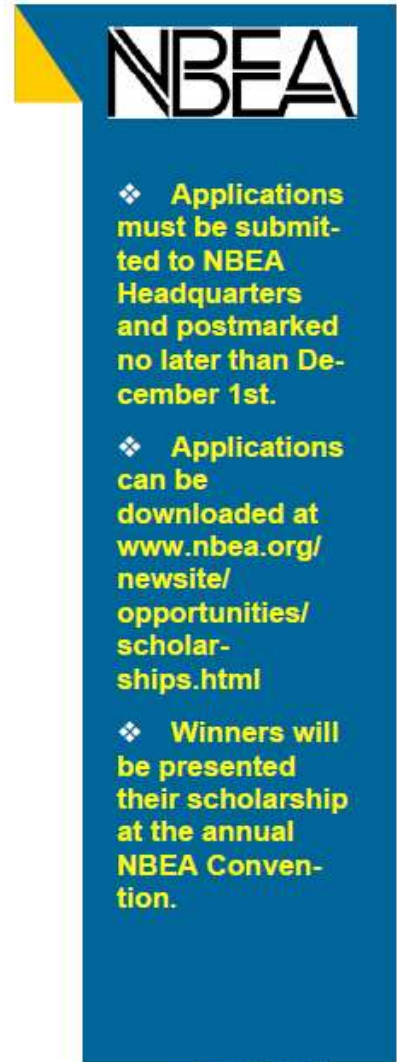 NBEA
❖ Applications
must be submit-
ted to NBEA
Headquarters
and postmarked
no later than De-
cember 1st.
❖ Applications
can be
downloaded at
www.nbea.org/
newsite/
opportunities/
scholar-
ships.html
❖ Winners will
be presented
their scholarship
at the annual
NBEA Conven-
tion.